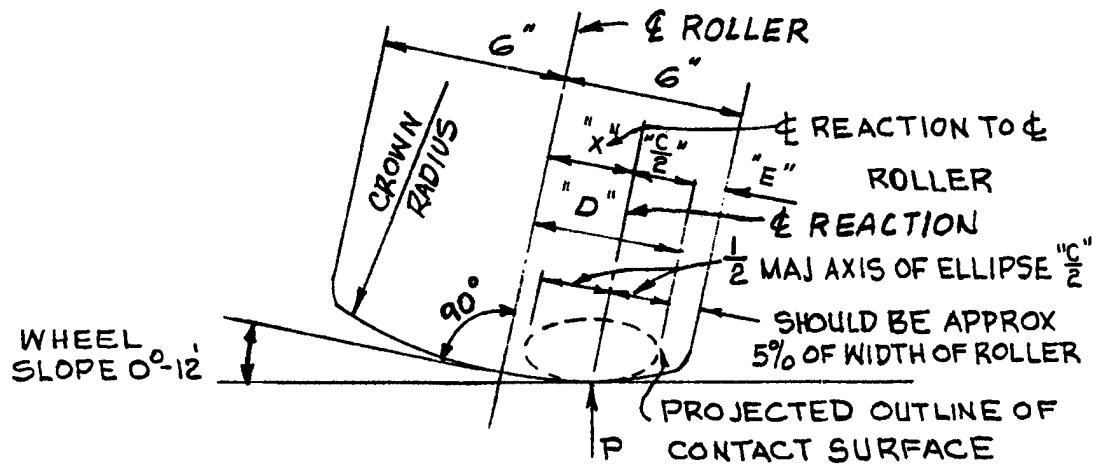 6"
℄ ROLLER
6"
CROWN
RADIUS
"X"
"C/2"
℄ REACTION TO ℄
ROLLER
"E"
"D"
℄ REACTION
1/2 MAJ AXIS OF ELLIPSE "C/2"
90°
SHOULD BE APPROX
5% OF WIDTH OF ROLLER
WHEEL
SLOPE 0°-12'
PROJECTED OUTLINE OF
CONTACT SURFACE
P